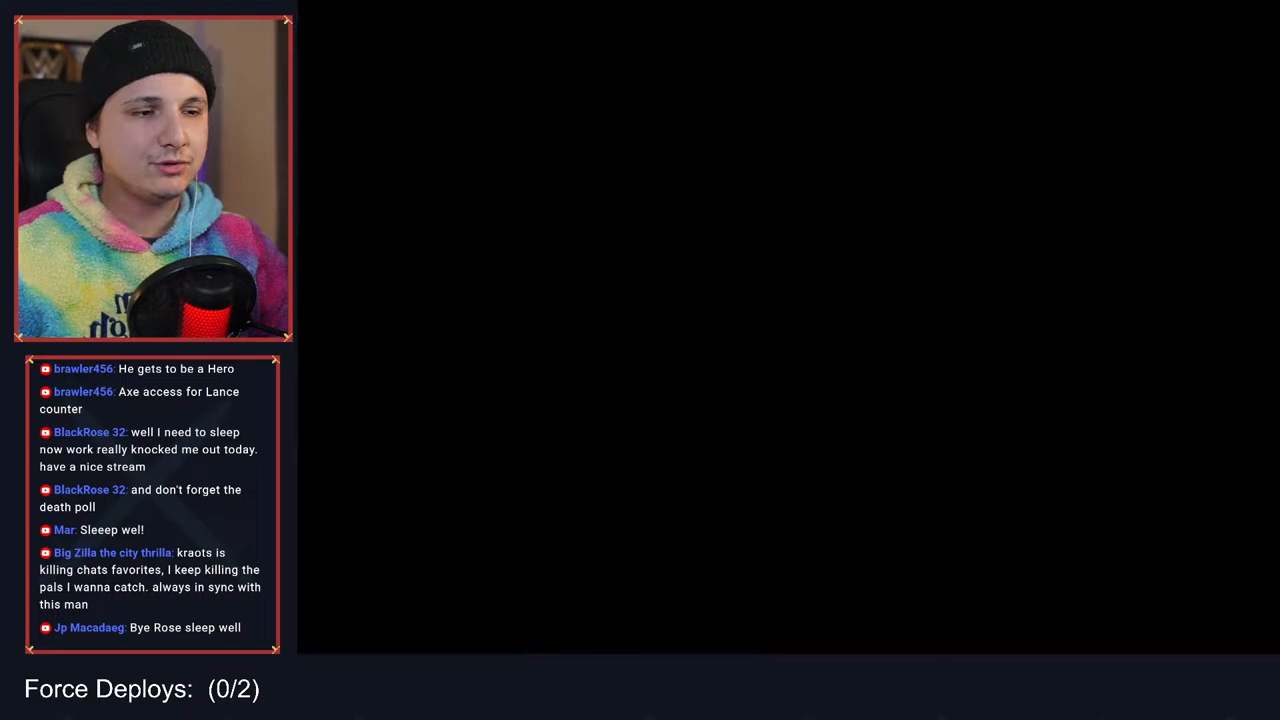 brawler456: He gets to be a Hero
brawler456: Axe access for Lance
counter
BlackRose 32: well I need to sleep
now work really knocked me out today.
have a nice stream
BlackRose 32: and don't forget the
death poll
Mar: Sleeep wel!
Big Zilla the city thrilla: kraots is
killing chats favorites, I keep killing the
pals I wanna catch. always in sync with
this man
Jp Macadaeg: Bye Rose sleep well
Force Deploys: (0/2)